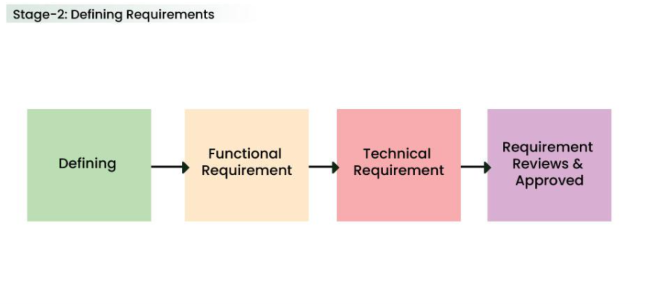 Stage-2: Defining Requirements
Defining
Functional
Requirement
Technical
Requirement
Requirement
Reviews &
Approved